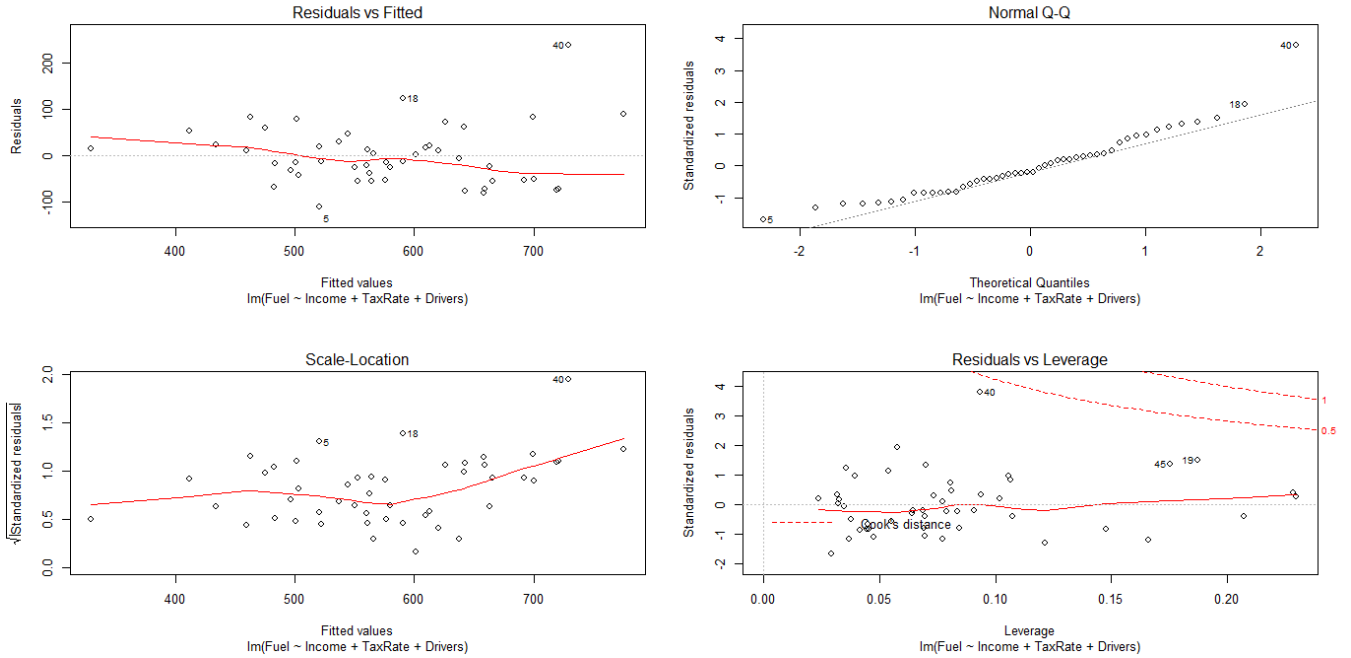 Residuals vs Fitted
Residuals
-100 0 100 200
40
18
5
400 500 600 700
Fitted values
lm(Fuel ~ Income + TaxRate + Drivers)
Normal Q-Q
Standardized residuals
-1 0 1 2 3 4
40
18
5
-2 -1 0 1 2
Theoretical Quantiles
lm(Fuel ~ Income + TaxRate + Drivers)
Scale-Location
√|Standardized residuals|
0.0 0.5 1.0 1.5 2.0
40
18
5
400 500 600 700
Fitted values
lm(Fuel ~ Income + TaxRate + Drivers)
Residuals vs Leverage
Standardized residuals
-2 -1 0 1 2 3 4
40
1
0.5
45
19
Cook's distance
0.00 0.05 0.10 0.15 0.20
Leverage
lm(Fuel ~ Income + TaxRate + Drivers)